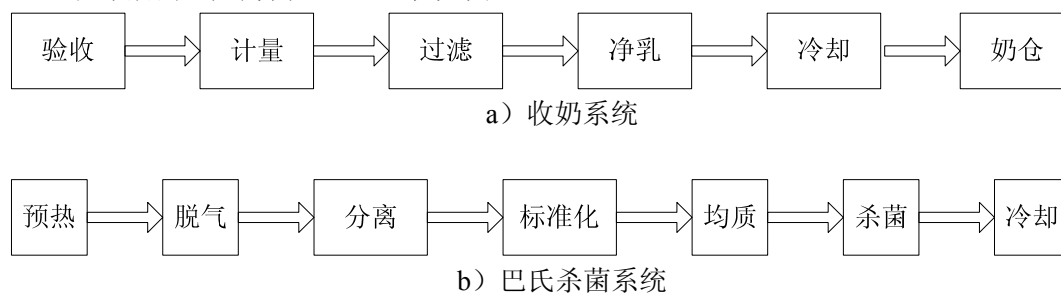 验收 计量 过滤 净乳 冷却 奶仓
a）收奶系统
预热 脱气 分离 标准化 均质 杀菌 冷却
b）巴氏杀菌系统